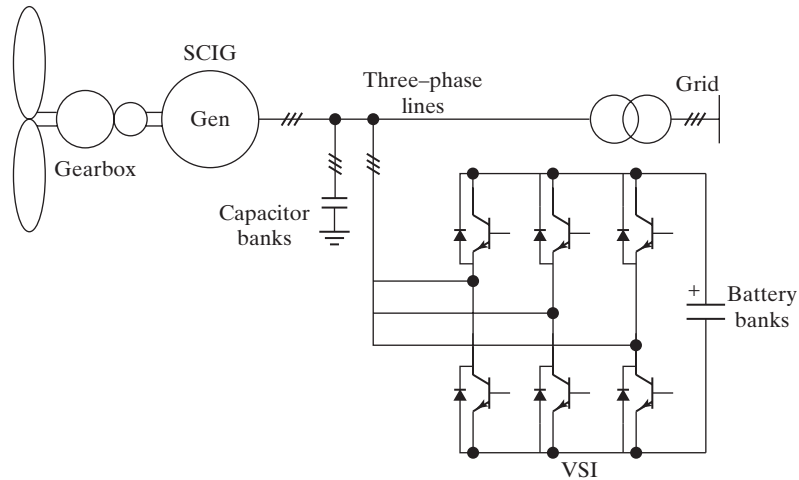 SCIG
Three–phase
lines
Grid
Gen
Gearbox
Capacitor
banks
+
Battery
banks
VSI